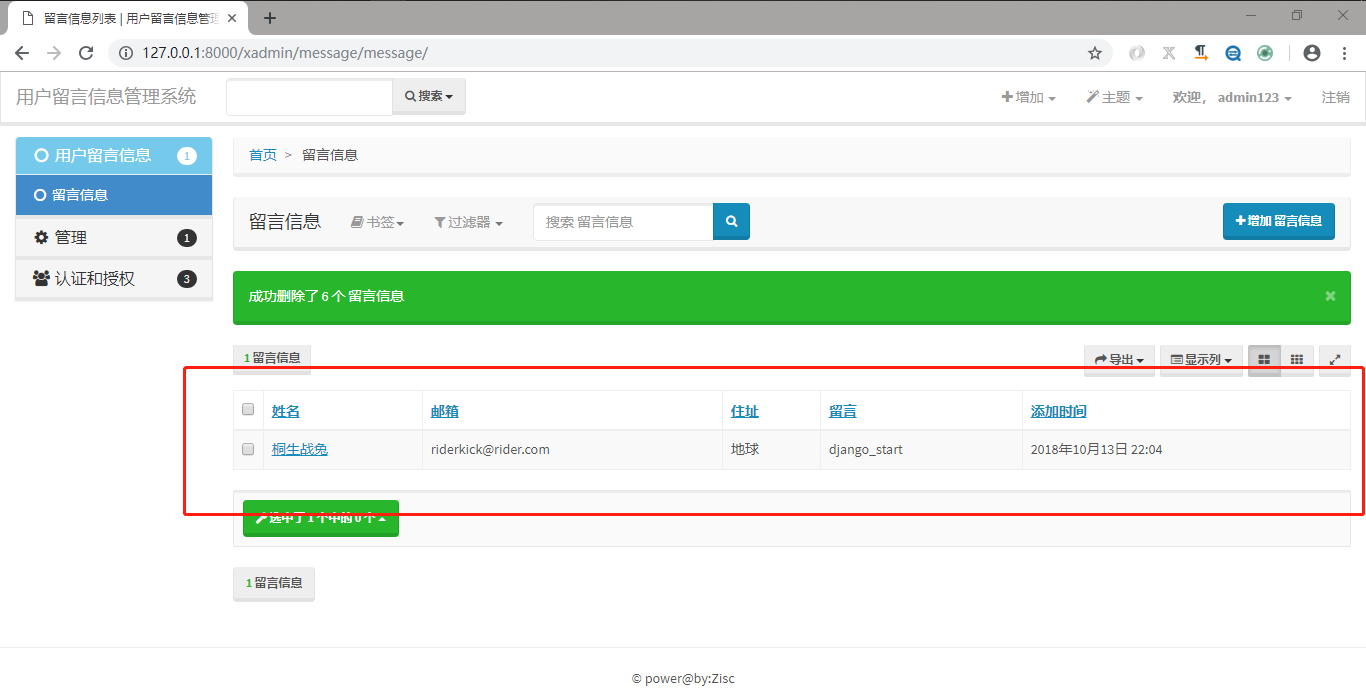 留言信息列表 | 用户留言信息管
127.0.0.1:8000/xadmin/message/message/
用户留言信息管理系统 搜索 增加 主题 欢迎， admin123 注销
用户留言信息 1
留言信息
管理 1
认证和授权 3
首页 > 留言信息
留言信息 书签 过滤器 搜索 留言信息 增加 留言信息
成功删除了 6 个 留言信息
1 留言信息 导出 显示列
姓名 邮箱 住址 留言 添加时间
桐生战兔 riderkick@rider.com 地球 django_start 2018年10月13日 22:04
选中了 1 个中的 0 个
1 留言信息
© power@by:Zisc